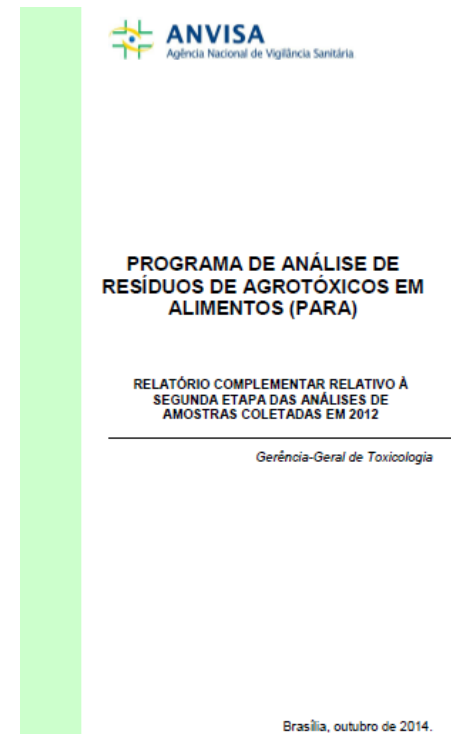 ANVISA
Agência Nacional de Vigilância Sanitária
PROGRAMA DE ANÁLISE DE
RESÍDUOS DE AGROTÓXICOS EM
ALIMENTOS (PARA)
RELATÓRIO COMPLEMENTAR RELATIVO À
SEGUNDA ETAPA DAS ANÁLISES DE
AMOSTRAS COLETADAS EM 2012
Gerência-Geral de Toxicologia
Brasília, outubro de 2014.